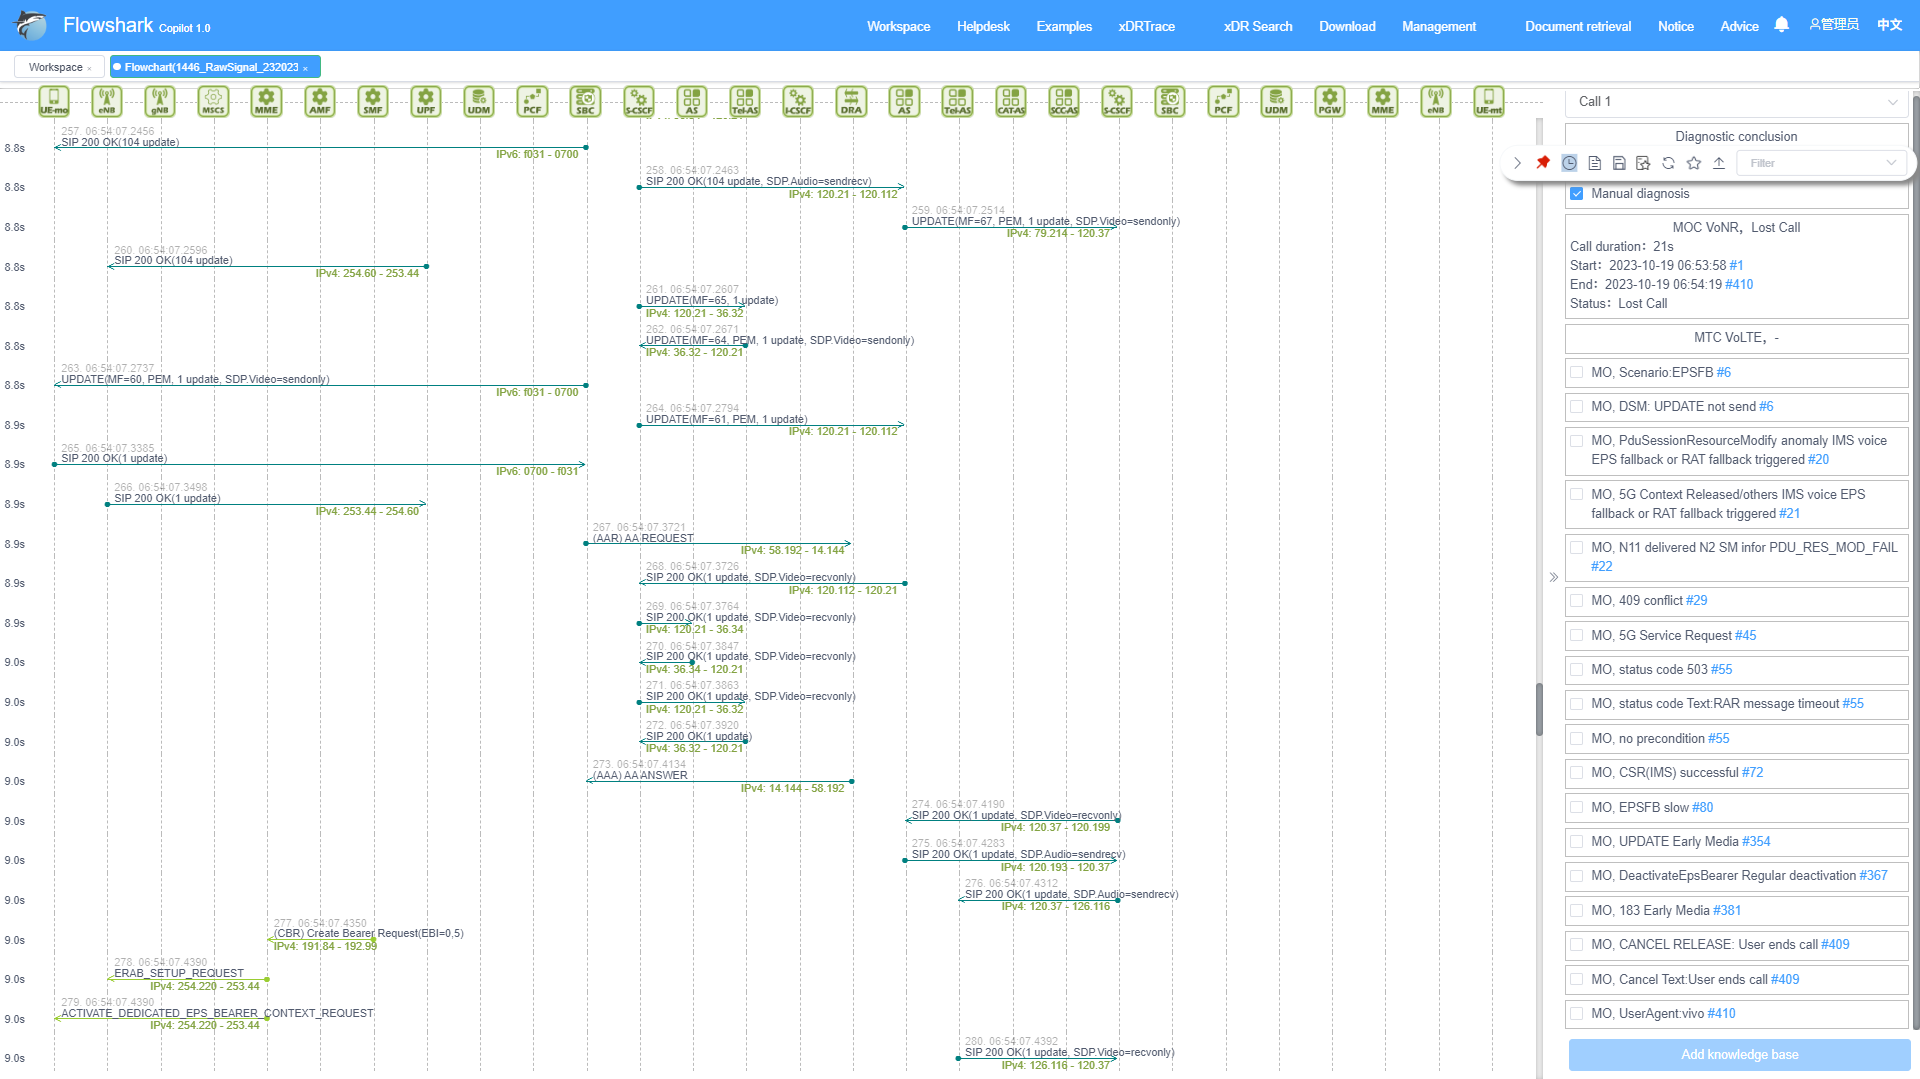 Flowshark Copilot 1.0
Workspace Helpdesk Examples xDRTrace xDR Search Download Management Document retrieval Notice Advice 管理员 中文
Workspace × Flowchart(1446_RawSignal_232023 ×
UE-mo eNB gNB MSCS MME AMF SMF UPF UDM PCF SBC S-CSCF AS Tel-AS I-CSCF DRA AS Tel-AS CAT-AS SCC-AS S-CSCF SBC PCF UDM PGW MME eNB UE-mt
257. 06:54:07.2456
8.8s SIP 200 OK(104 update)
IPv6: f031 - 0700
258. 06:54:07.2463
8.8s SIP 200 OK(104 update, SDP.Audio=sendrecv)
IPv4: 120.21 - 120.112
259. 06:54:07.2514
8.8s UPDATE(MF=67, PEM, 1 update, SDP.Video=sendonly)
IPv4: 79.214 - 120.37
260. 06:54:07.2596
8.8s SIP 200 OK(104 update)
IPv4: 254.60 - 253.44
261. 06:54:07.2607
8.8s UPDATE(MF=65, 1 update)
IPv4: 120.21 - 36.32
262. 06:54:07.2671
8.8s UPDATE(MF=64, PEM, 1 update, SDP.Video=sendonly)
IPv4: 36.32 - 120.21
263. 06:54:07.2737
8.8s UPDATE(MF=60, PEM, 1 update, SDP.Video=sendonly)
IPv6: f031 - 0700
264. 06:54:07.2794
8.9s UPDATE(MF=61, PEM, 1 update)
IPv4: 120.21 - 120.112
265. 06:54:07.3385
8.9s SIP 200 OK(1 update)
IPv6: 0700 - f031
266. 06:54:07.3498
8.9s SIP 200 OK(1 update)
IPv4: 253.44 - 254.60
267. 06:54:07.3721
8.9s (AAR) AA REQUEST
IPv4: 58.192 - 14.144
268. 06:54:07.3726
8.9s SIP 200 OK(1 update, SDP.Video=recvonly)
IPv4: 120.112 - 120.21
269. 06:54:07.3764
8.9s SIP 200 OK(1 update, SDP.Video=recvonly)
IPv4: 120.21 - 36.34
270. 06:54:07.3847
9.0s SIP 200 OK(1 update, SDP.Video=recvonly)
IPv4: 36.34 - 120.21
271. 06:54:07.3863
9.0s SIP 200 OK(1 update, SDP.Video=recvonly)
IPv4: 120.21 - 36.32
272. 06:54:07.3920
9.0s SIP 200 OK(1 update)
IPv4: 36.32 - 120.21
273. 06:54:07.4134
9.0s (AAA) AA ANSWER
IPv4: 14.144 - 58.192
274. 06:54:07.4190
9.0s SIP 200 OK(1 update, SDP.Video=recvonly)
IPv4: 120.37 - 120.199
275. 06:54:07.4283
9.0s SIP 200 OK(1 update, SDP.Audio=sendrecv)
IPv4: 120.193 - 120.37
276. 06:54:07.4312
9.0s SIP 200 OK(1 update, SDP.Audio=sendrecv)
IPv4: 120.37 - 126.116
277. 06:54:07.4350
9.0s (CBR) Create Bearer Request(EBI=0,5)
IPv4: 191.84 - 192.99
278. 06:54:07.4390
9.0s ERAB_SETUP_REQUEST
IPv4: 254.220 - 253.44
279. 06:54:07.4390
9.0s ACTIVATE_DEDICATED_EPS_BEARER_CONTEXT_REQUEST
IPv4: 254.220 - 253.44
280. 06:54:07.4392
9.0s SIP 200 OK(1 update, SDP.Video=recvonly)
IPv4: 126.116 - 120.37
Call 1
Diagnostic conclusion
Filter
Manual diagnosis
MOC VoNR，Lost Call
Call duration：21s
Start：2023-10-19 06:53:58 #1
End：2023-10-19 06:54:19 #410
Status：Lost Call
MTC VoLTE，-
MO, Scenario:EPSFB #6
MO, DSM: UPDATE not send #6
MO, PduSessionResourceModify anomaly IMS voice
EPS fallback or RAT fallback triggered #20
MO, 5G Context Released/others IMS voice EPS
fallback or RAT fallback triggered #21
MO, N11 delivered N2 SM infor PDU_RES_MOD_FAIL
#22
MO, 409 conflict #29
MO, 5G Service Request #45
MO, status code 503 #55
MO, status code Text:RAR message timeout #55
MO, no precondition #55
MO, CSR(IMS) successful #72
MO, EPSFB slow #80
MO, UPDATE Early Media #354
MO, DeactivateEpsBearer Regular deactivation #367
MO, 183 Early Media #381
MO, CANCEL RELEASE: User ends call #409
MO, Cancel Text:User ends call #409
MO, UserAgent:vivo #410
Add knowledge base